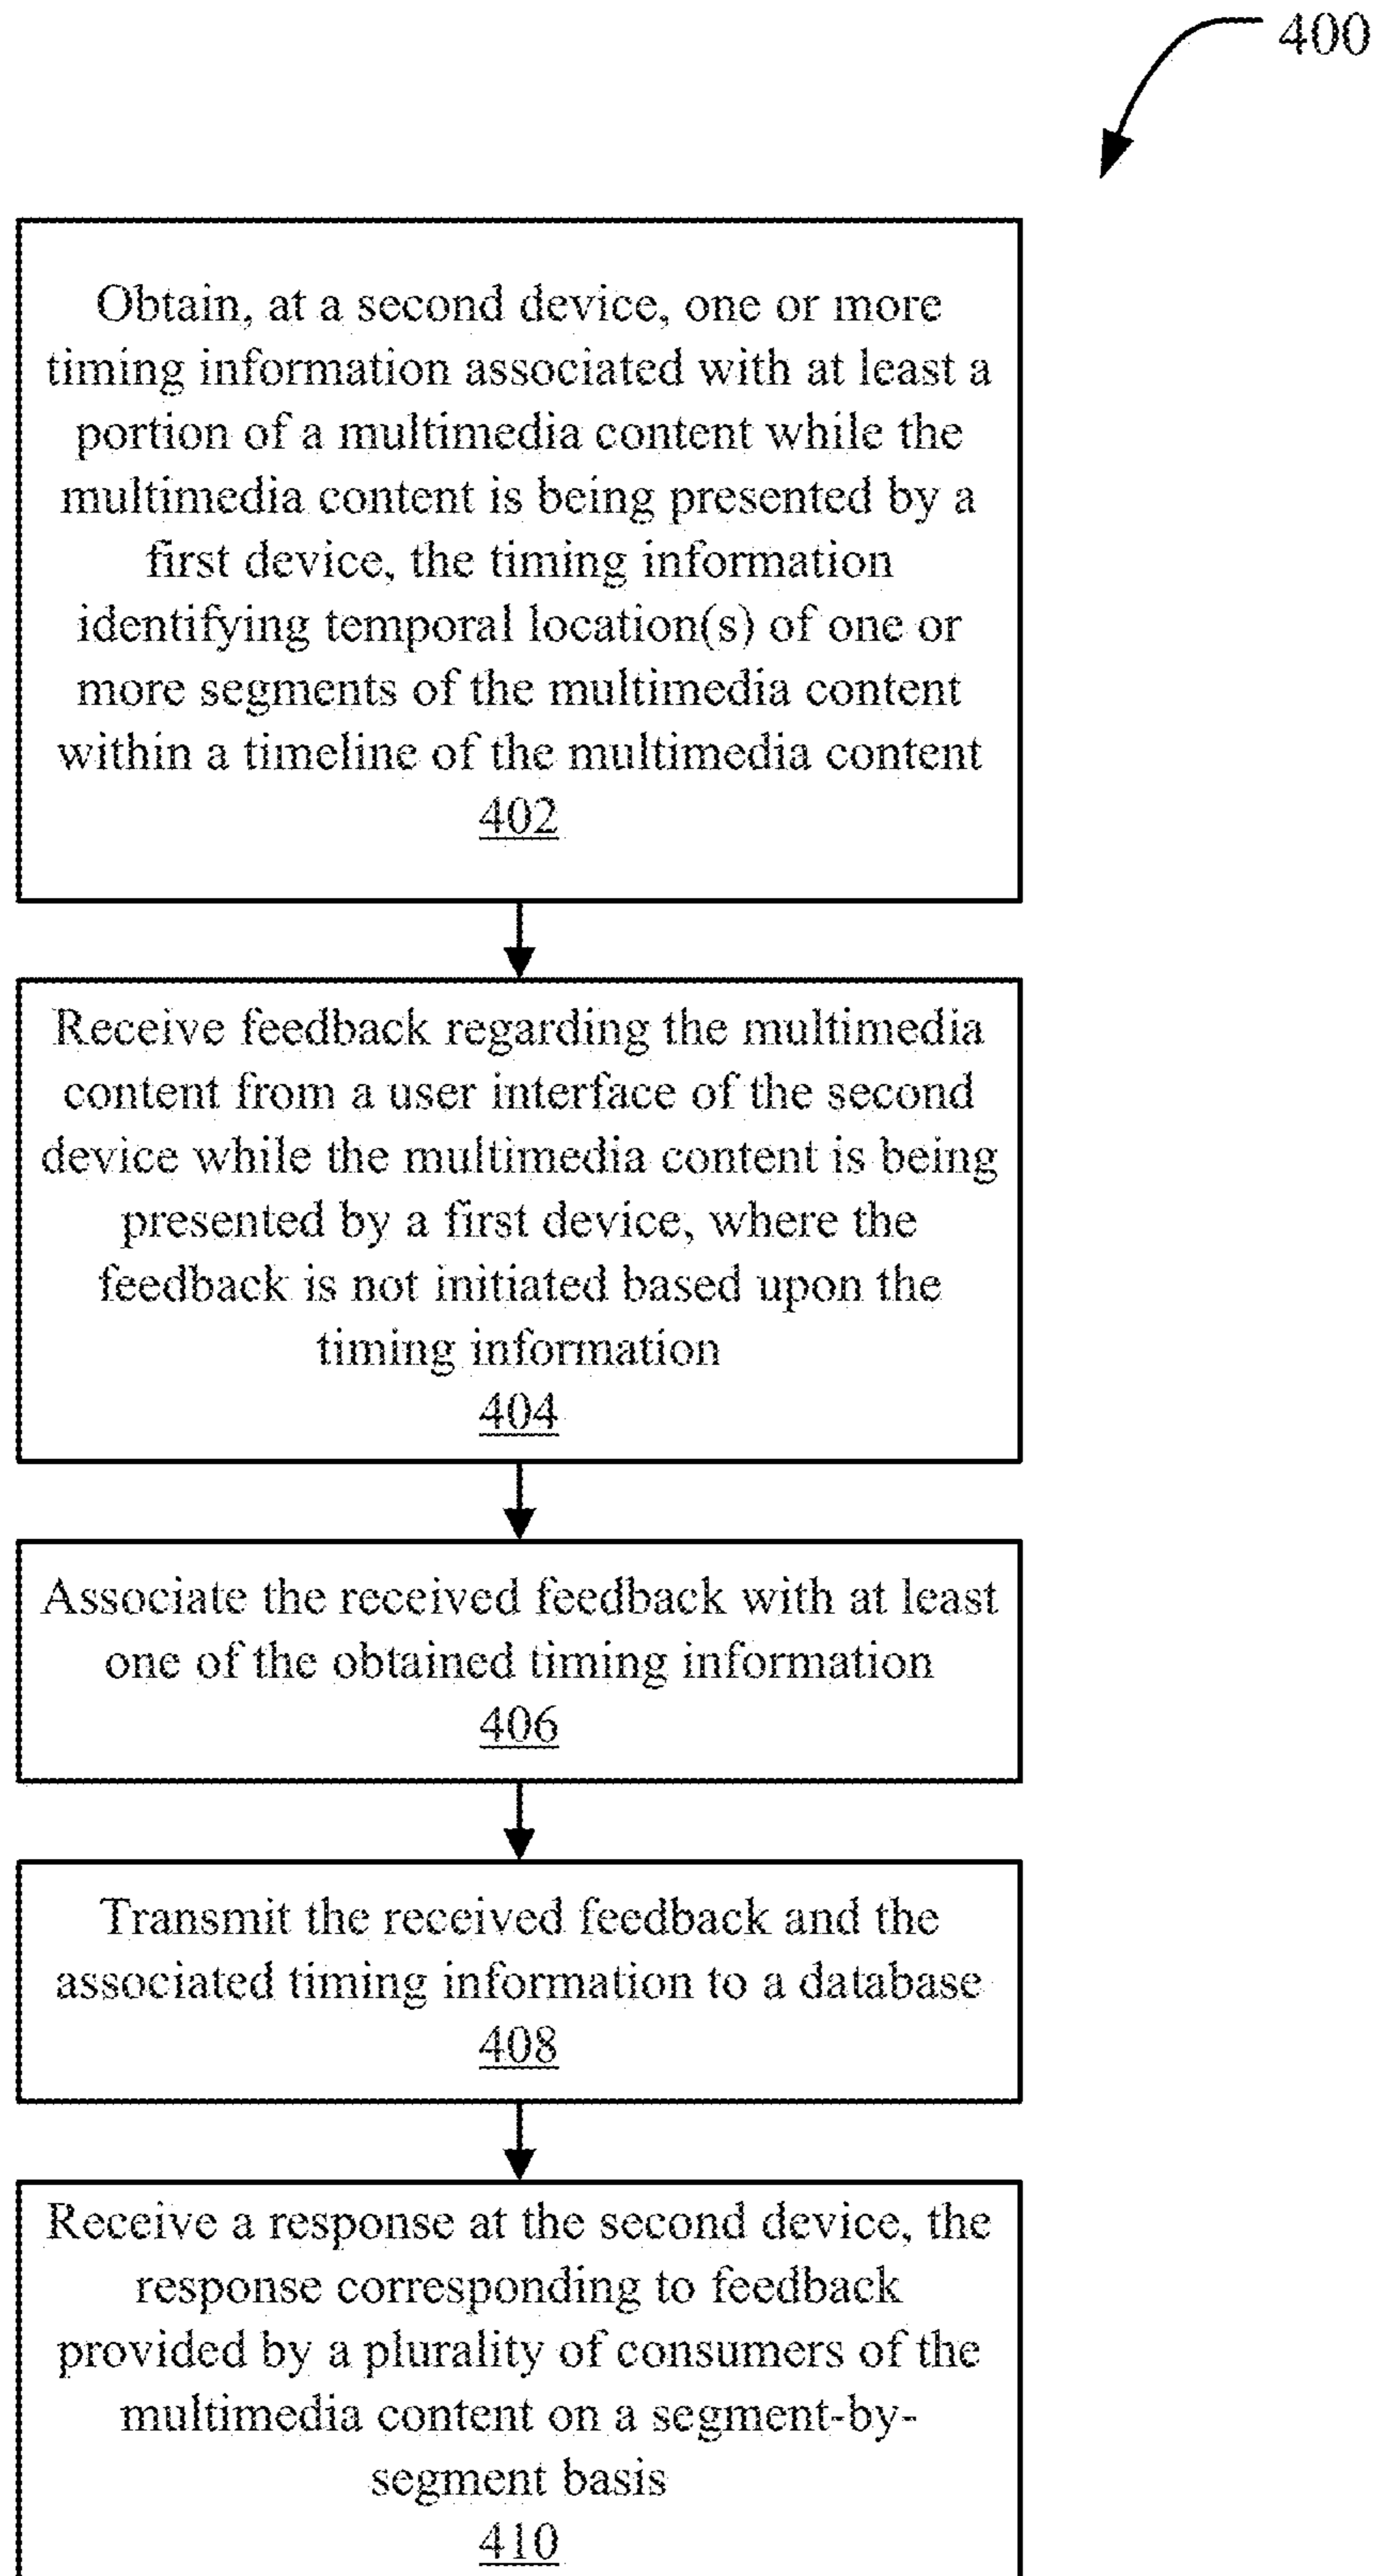 400
Obtain, at a second device, one or more
timing information associated with at least a
portion of a multimedia content while the
multimedia content is being presented by a
first device, the timing information
identifying temporal location(s) of one or
more segments of the multimedia content
within a timeline of the multimedia content
402
Receive feedback regarding the multimedia
content from a user interface of the second
device while the multimedia content is being
presented by a first device, where the
feedback is not initiated based upon the
timing information
404
Associate the received feedback with at least
one of the obtained timing information
406
Transmit the received feedback and the
associated timing information to a database
408
Receive a response at the second device, the
response corresponding to feedback
provided by a plurality of consumers of the
multimedia content on a segment-by-
segment basis
410